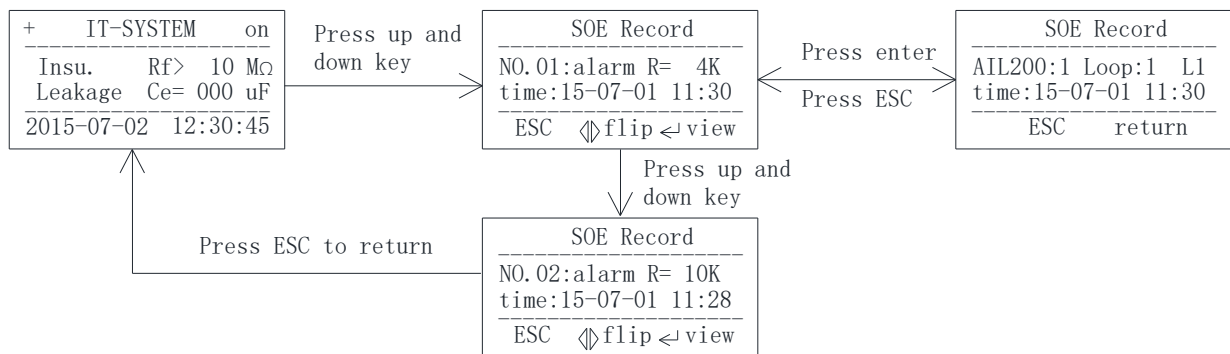 + IT-SYSTEM on
Insu. Rf> 10 MΩ
Leakage Ce= 000 uF
2015-07-02 12:30:45
Press up and
down key
SOE Record
NO.01:alarm R= 4K
time:15-07-01 11:30
ESC flip view
Press enter
Press ESC
SOE Record
AIL200:1 Loop:1 L1
time:15-07-01 11:30
ESC return
Press up and
down key
Press ESC to return
SOE Record
NO.02:alarm R= 10K
time:15-07-01 11:28
ESC flip view